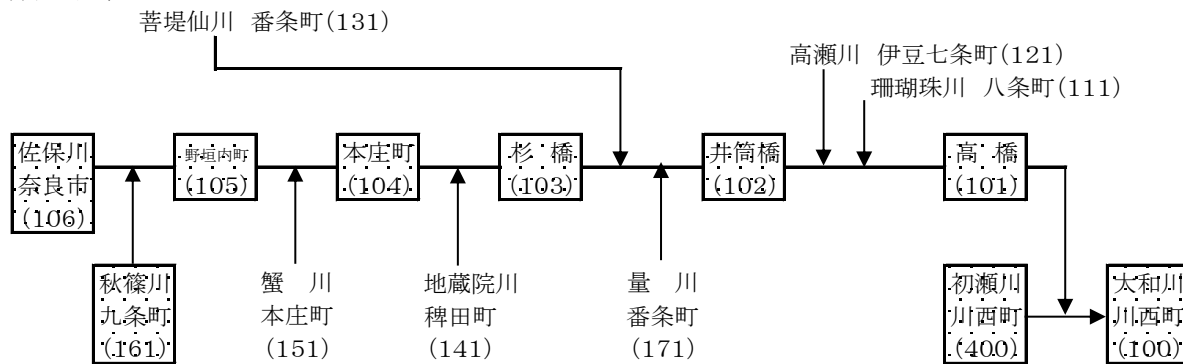 菩堤仙川 番条町(131)
高瀬川 伊豆七条町(121)
珊瑚珠川 八条町(111)
佐保川
奈良市
(106)
野垣内町
(105)
本庄町
(104)
杉 橋
(103)
井筒橋
(102)
高 橋
(101)
秋篠川
九条町
(161)
蟹 川
本庄町
(151)
地蔵院川
稗田町
(141)
量 川
番条町
(171)
初瀬川
川西町
(400)
大和川
川西町
(100)